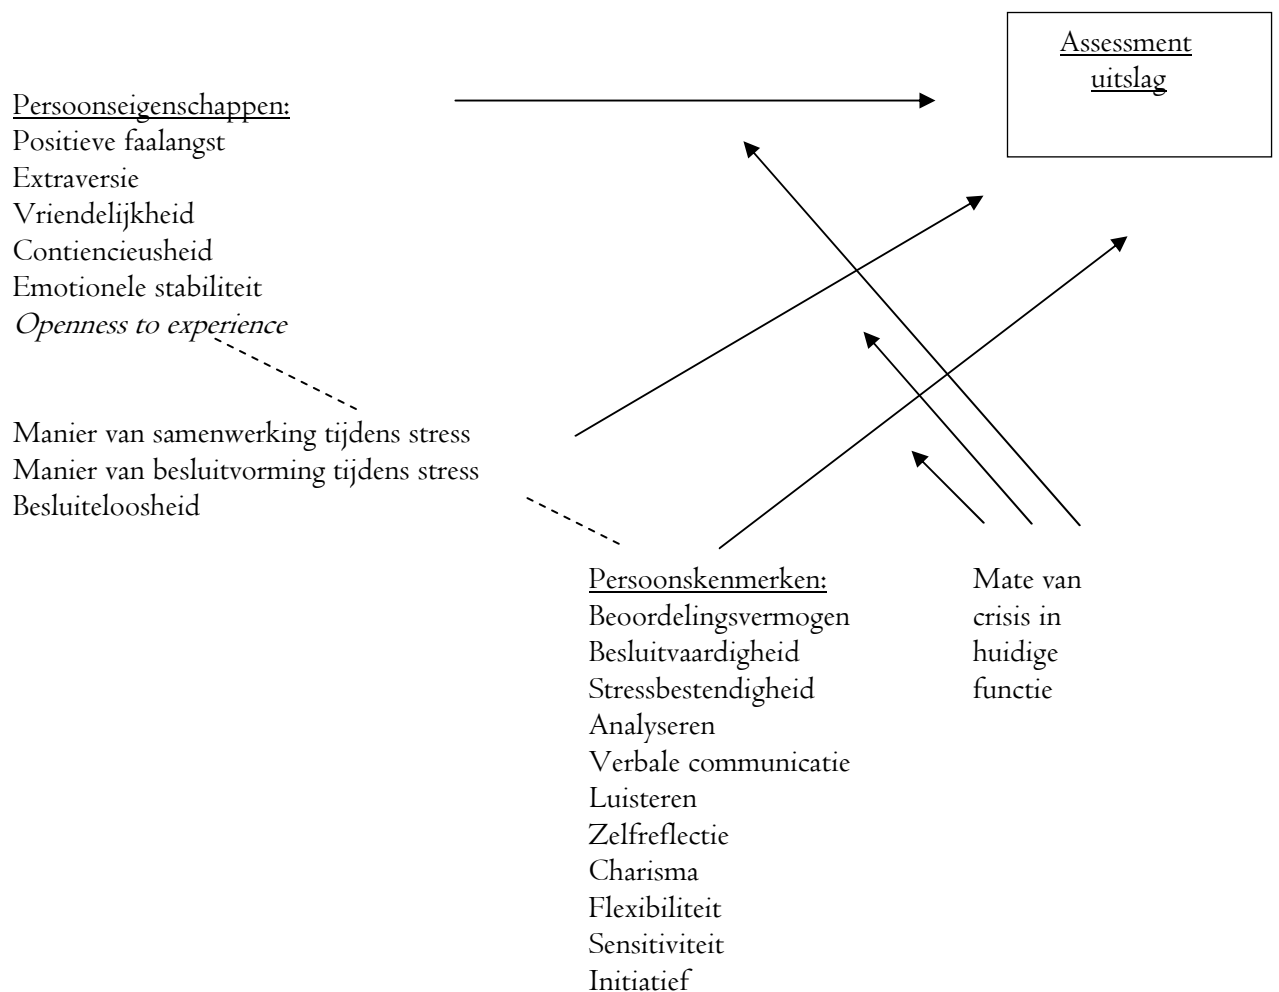 Assessment
uitslag
Persoonseigenschappen:
Positieve faalangst
Extraversie
Vriendelijkheid
Contiencieusheid
Emotionele stabiliteit
Openness to experience
Manier van samenwerking tijdens stress
Manier van besluitvorming tijdens stress
Besluiteloosheid
Persoonskenmerken:
Beoordelingsvermogen
Besluitvaardigheid
Stressbestendigheid
Analyseren
Verbale communicatie
Luisteren
Zelfreflectie
Charisma
Flexibiliteit
Sensitiviteit
Initiatief
Mate van
crisis in
huidige
functie